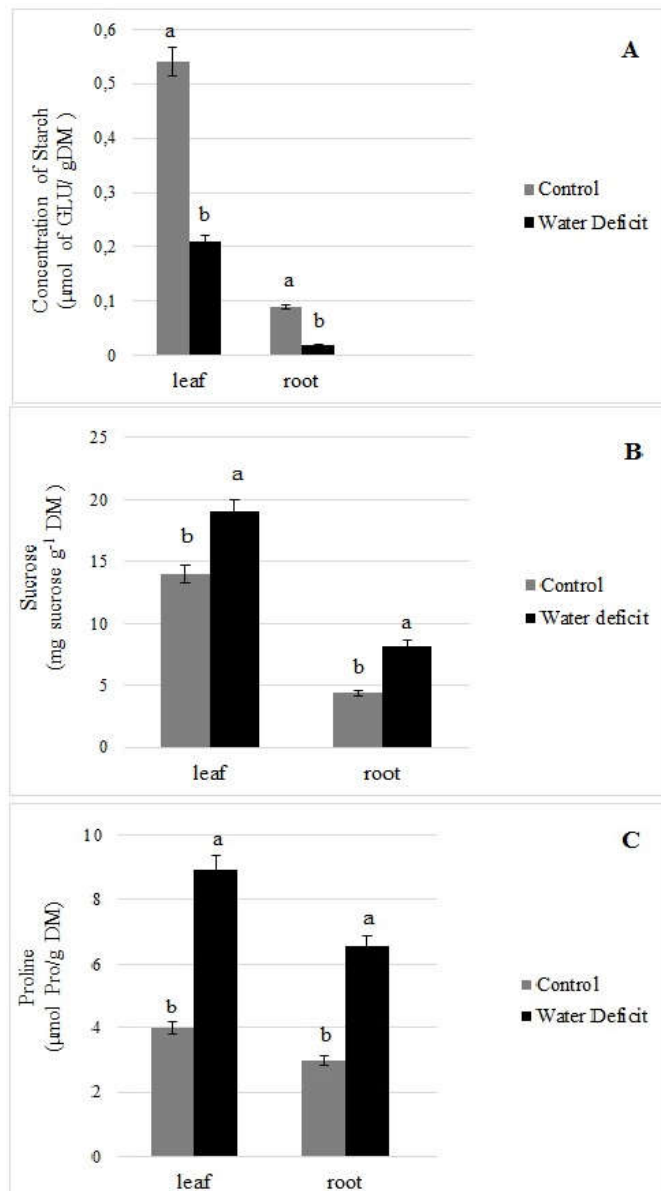 A
Concentration of Starch
(μmol of GLU/ gDM )
0,6
0,5
0,4
0,3
0,2
0,1
0
a
b
a
b
leaf
root
Control
Water Deficit
B
Sucrose
(mg sucrose g-1 DM )
25
20
15
10
5
0
b
a
b
a
leaf
root
Control
Water deficit
C
Proline
(μmol Pro/g DM)
10
8
6
4
2
0
b
a
b
a
leaf
root
Control
Water Deficit